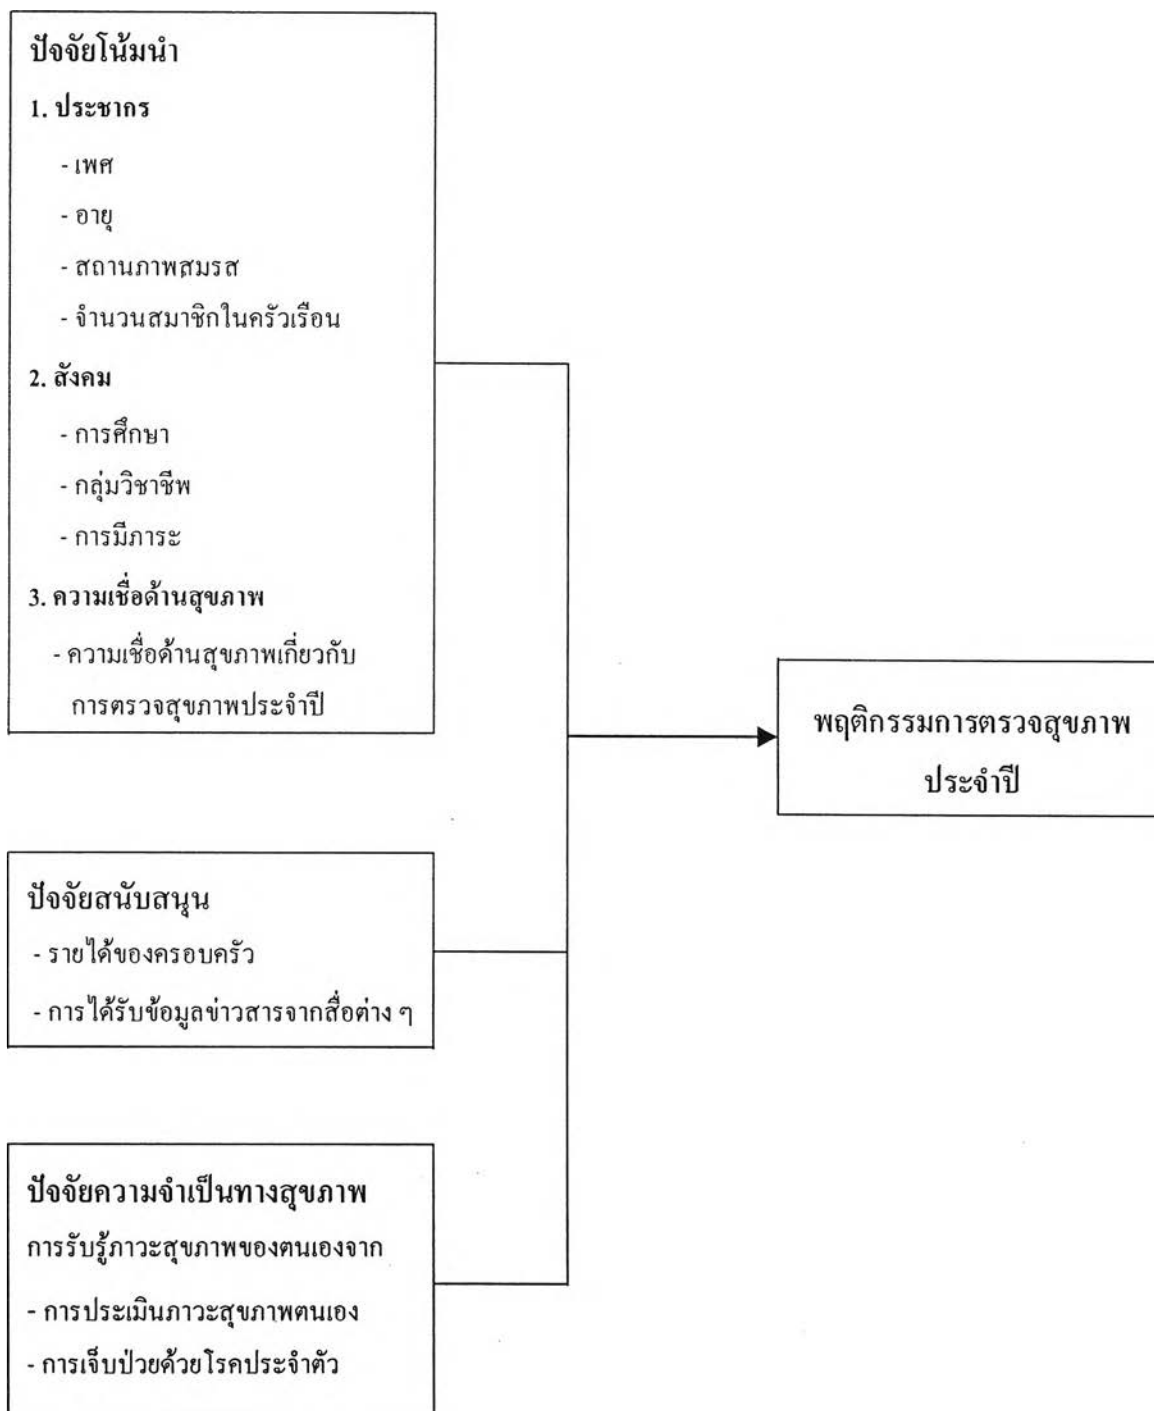 ปัจจัยโน้มนำ
1. ประชากร
- เพศ
- อายุ
- สถานภาพสมรส
- จำนวนสมาชิกในครัวเรือน
2. สังคม
- การศึกษา
- กลุ่มวิชาชีพ
- การมีภาระ
3. ความเชื่อด้านสุขภาพ
- ความเชื่อด้านสุขภาพเกี่ยวกับ
การตรวจสุขภาพประจำปี
พฤติกรรมการตรวจสุขภาพ
ประจำปี
ปัจจัยสนับสนุน
- รายได้ของครอบครัว
- การได้รับข้อมูลข่าวสารจากสื่อต่าง ๆ
ปัจจัยความจำเป็นทางสุขภาพ
การรับรู้ภาวะสุขภาพของตนเองจาก
- การประเมินภาวะสุขภาพตนเอง
- การเจ็บป่วยด้วยโรคประจำตัว